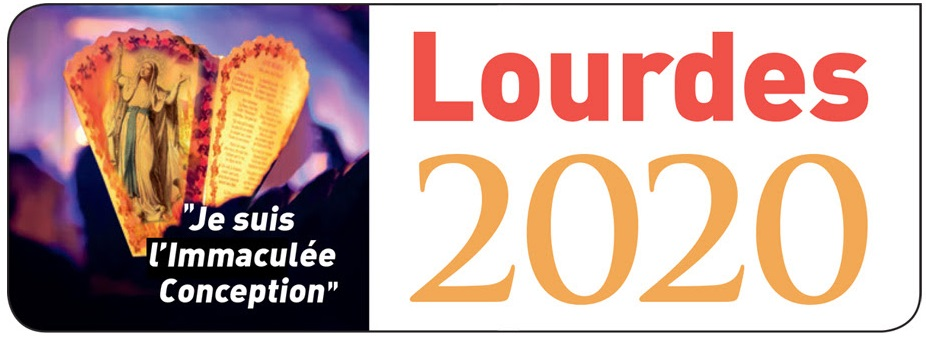 "Je suis
l'Immaculée
Conception"
Lourdes
2020